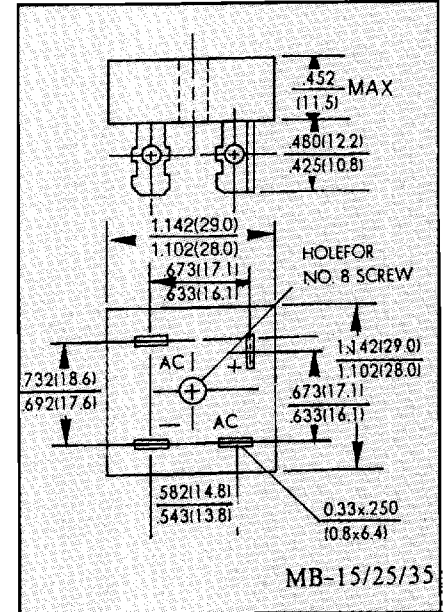 .452 MAX
(11.5)
.480(12.2)
.425(10.8)
1.142(29.0)
1.102(28.0)
.673(17.1)
.633(16.1)
HOLEFOR
NO. 8 SCREW
AC
+
1.142(29.0)
1.102(28.0)
.732(18.6)
.692(17.6)
.673(17.1)
.633(16.1)
— AC
.582(14.8)
.543(13.8)
0.33x.250
(0.8x6.4)
MB-15/25/35